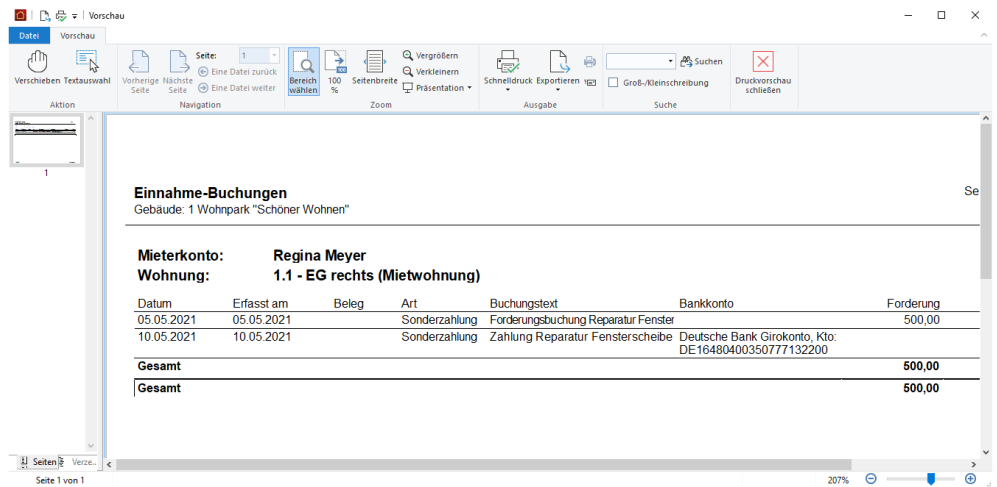 Vorschau
Datei Vorschau
Verschieben Textauswahl
Aktion
Vorherige Seite Nächste Seite
Seite: 1
Eine Datei zurück
Eine Datei weiter
Navigation
Bereich wählen 100 % Seitenbreite
Vergrößern
Verkleinern
Präsentation
Zoom
Schnelldruck Exportieren
Ausgabe
Suchen
Groß-/Kleinschreibung
Suche
Druckvorschau schließen
1
Einnahme-Buchungen Se
Gebäude: 1 Wohnpark "Schöner Wohnen"
Mieterkonto: Regina Meyer
Wohnung: 1.1 - EG rechts (Mietwohnung)
Datum Erfasst am Beleg Art Buchungstext Bankkonto Forderung
05.05.2021 05.05.2021 Sonderzahlung Forderungsbuchung Reparatur Fenster 500,00
10.05.2021 10.05.2021 Sonderzahlung Zahlung Reparatur Fensterscheibe Deutsche Bank Girokonto, Kto:
DE16480400350777132200
Gesamt 500,00
Gesamt 500,00
Seiten Verze..
Seite 1 von 1 207%